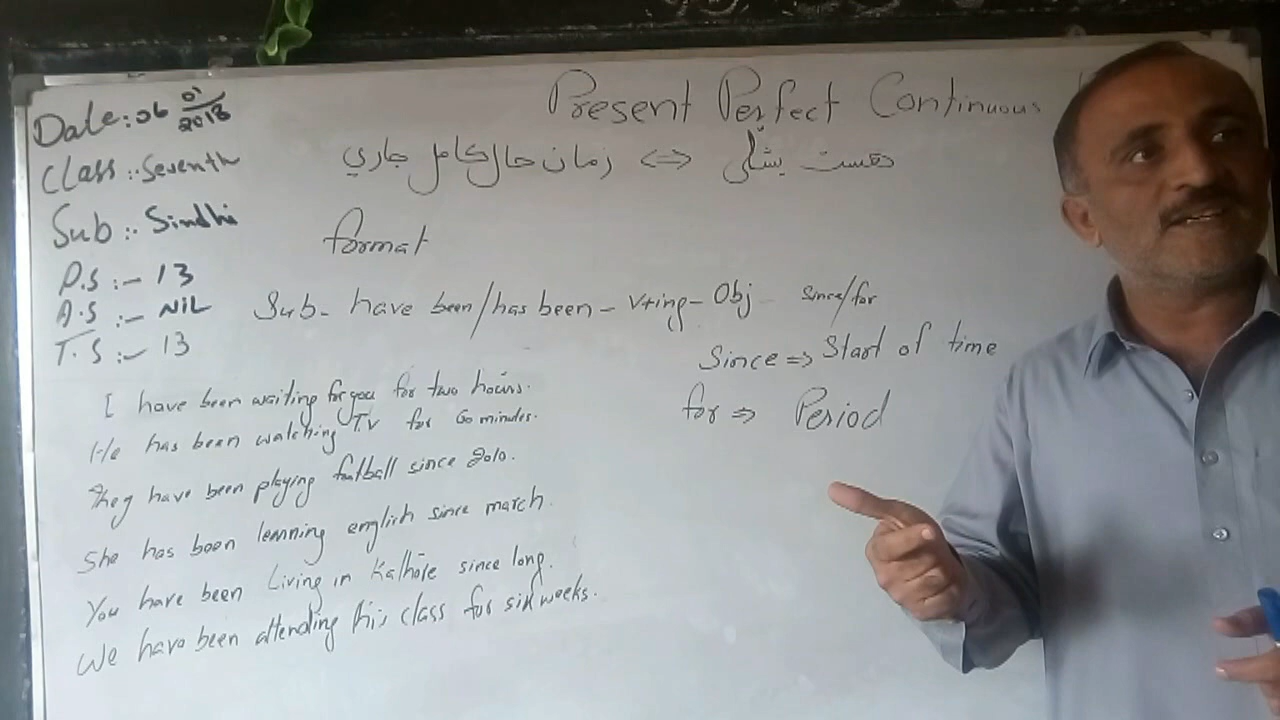 Date: 06 01/2018
Class :- Seventh
Sub :- Sindhi
P.S :- 13
A.S :- NIL
T.S :- 13
Present Perfect Continuous
زمان حال کامل جاري ⇔
format
Sub - have been/has been - V+ing - Obj - Since/for
Since ⇒ Start of time
for ⇒ Period
I have been waiting for you for two hours.
He has been watching TV for 60 minutes.
They have been playing football since 2010.
She has been learning english since march.
You have been Living in Kalhore since long.
We have been attending this class for six weeks.